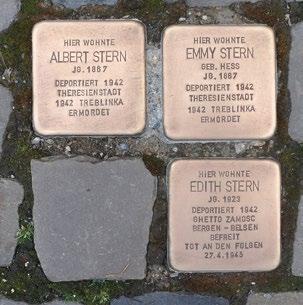 HIER WOHNTE
ALBERT STERN
JG. 1887
DEPORTIERT 1942
THERESIENSTADT
1942 TREBLINKA
ERMORDET
HIER WOHNTE
EMMY STERN
GEB. HESS
JG. 1887
DEPORTIERT 1942
THERESIENSTADT
1942 TREBLINKA
ERMORDET
HIER WOHNTE
EDITH STERN
JG. 1923
DEPORTIERT 1942
GHETTO ZAMOSC
BERGEN-BELSEN
BEFREIT
TOT AN DEN FOLGEN
27.4.1945